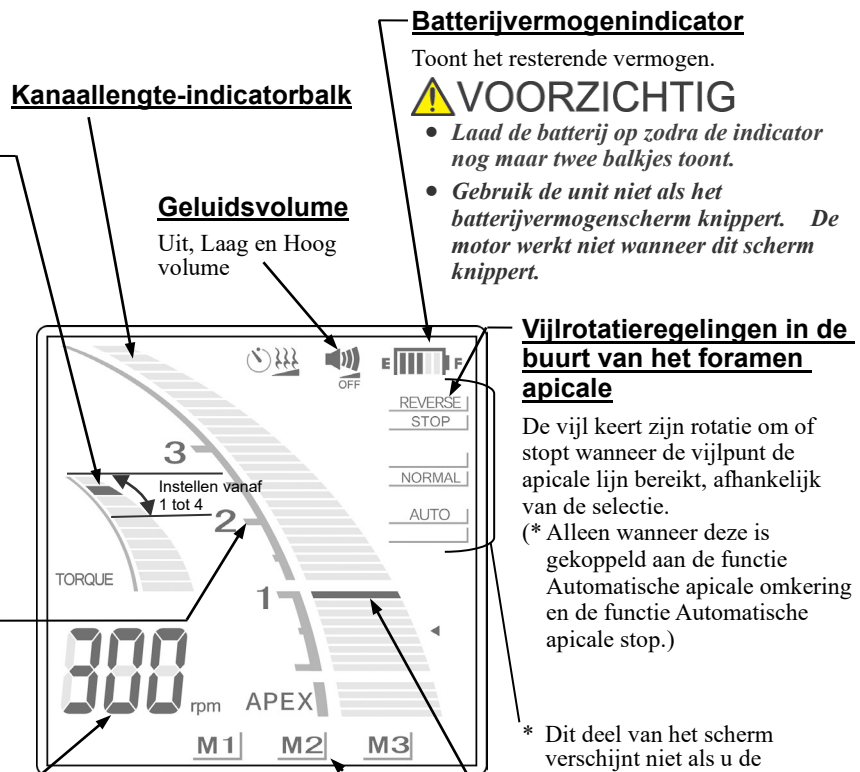 Batterijvermogenindicator
Toont het resterende vermogen.
VOORZICHTIG
• Laad de batterij op zodra de indicator
nog maar twee balkjes toont.
• Gebruik de unit niet als het
batterijvermogenscherm knippert. De
motor werkt niet wanneer dit scherm
knippert.
Kanaallengte-indicatorbalk
Geluidsvolume
Uit, Laag en Hoog
volume
Vijlrotatieregelingen in de
buurt van het foramen
apicale
De vijl keert zijn rotatie om of
stopt wanneer de vijlpunt de
apicale lijn bereikt, afhankelijk
van de selectie.
(* Alleen wanneer deze is
gekoppeld aan de functie
Automatische apicale omkering
en de functie Automatische
apicale stop.)
* Dit deel van het scherm
verschijnt niet als u de
OFF
E F
REVERSE
STOP
NORMAL
AUTO
3
Instellen vanaf
1 tot 4
2
TORQUE
1
300 rpm
APEX
M1 M2 M3